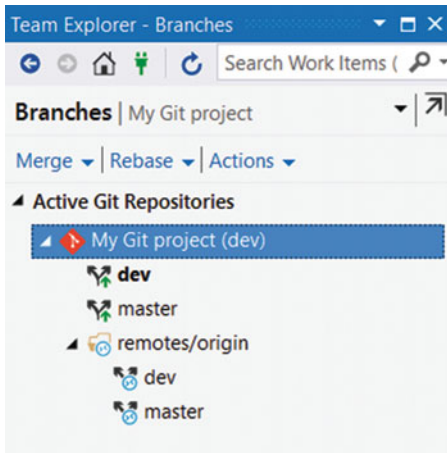 Team Explorer - Branches
Search Work Items (
Branches | My Git project
Merge | Rebase | Actions
Active Git Repositories
My Git project (dev)
dev
master
remotes/origin
dev
master